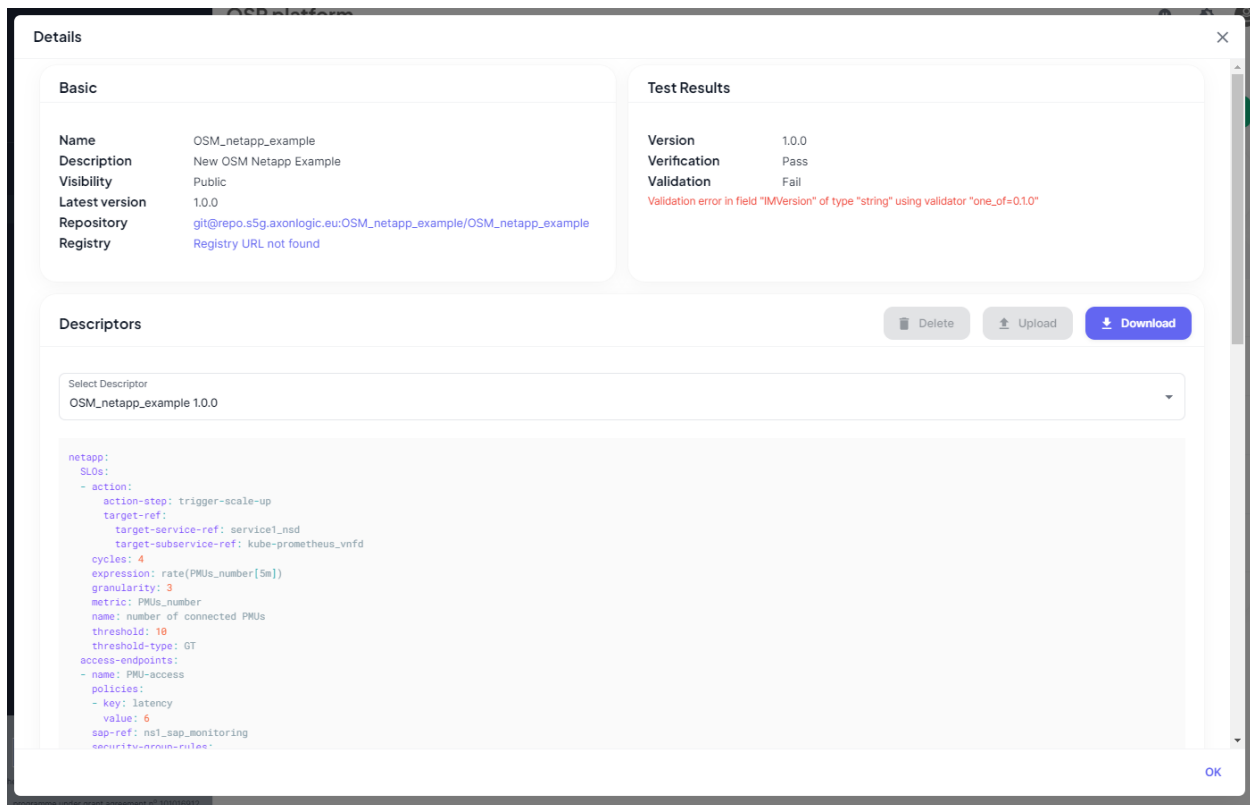 OSR platform
Details
Basic
Name OSM_netapp_example
Description New OSM Netapp Example
Visibility Public
Latest version 1.0.0
Repository git@repo.s5g.axonlogic.eu:OSM_netapp_example/OSM_netapp_example
Registry Registry URL not found
Test Results
Version 1.0.0
Verification Pass
Validation Fail
Validation error in field "IMVersion" of type "string" using validator "one_of=0.1.0"
Descriptors
Delete
Upload
Download
Select Descriptor
OSM_netapp_example 1.0.0
netapp:
SLOs:
- action:
action-step: trigger-scale-up
target-ref:
target-service-ref: service1_nsd
target-subservice-ref: kube-prometheus_vnfd
cycles: 4
expression: rate(PMUs_number[5m])
granularity: 3
metric: PMUs_number
name: number of connected PMUs
threshold: 10
threshold-type: GT
access-endpoints:
- name: PMU-access
policies:
- key: latency
value: 6
sap-ref: ns1_sap_monitoring
security-group-rules:
OK
programme under grant agreement n°